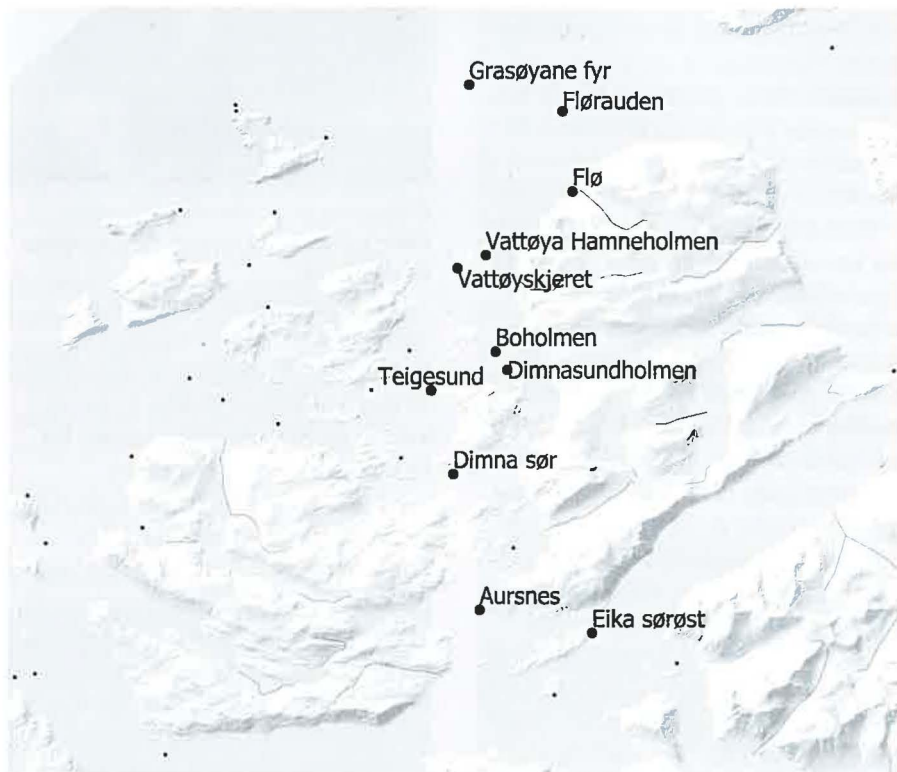 Grasøyane fyr
Flørauden
Flø
Vattøya Hamneholmen
Vattøyskjeret
Boholmen
Dimnasundholmen
Teigesund
Dimna sør
Aursnes
Eika sørøst